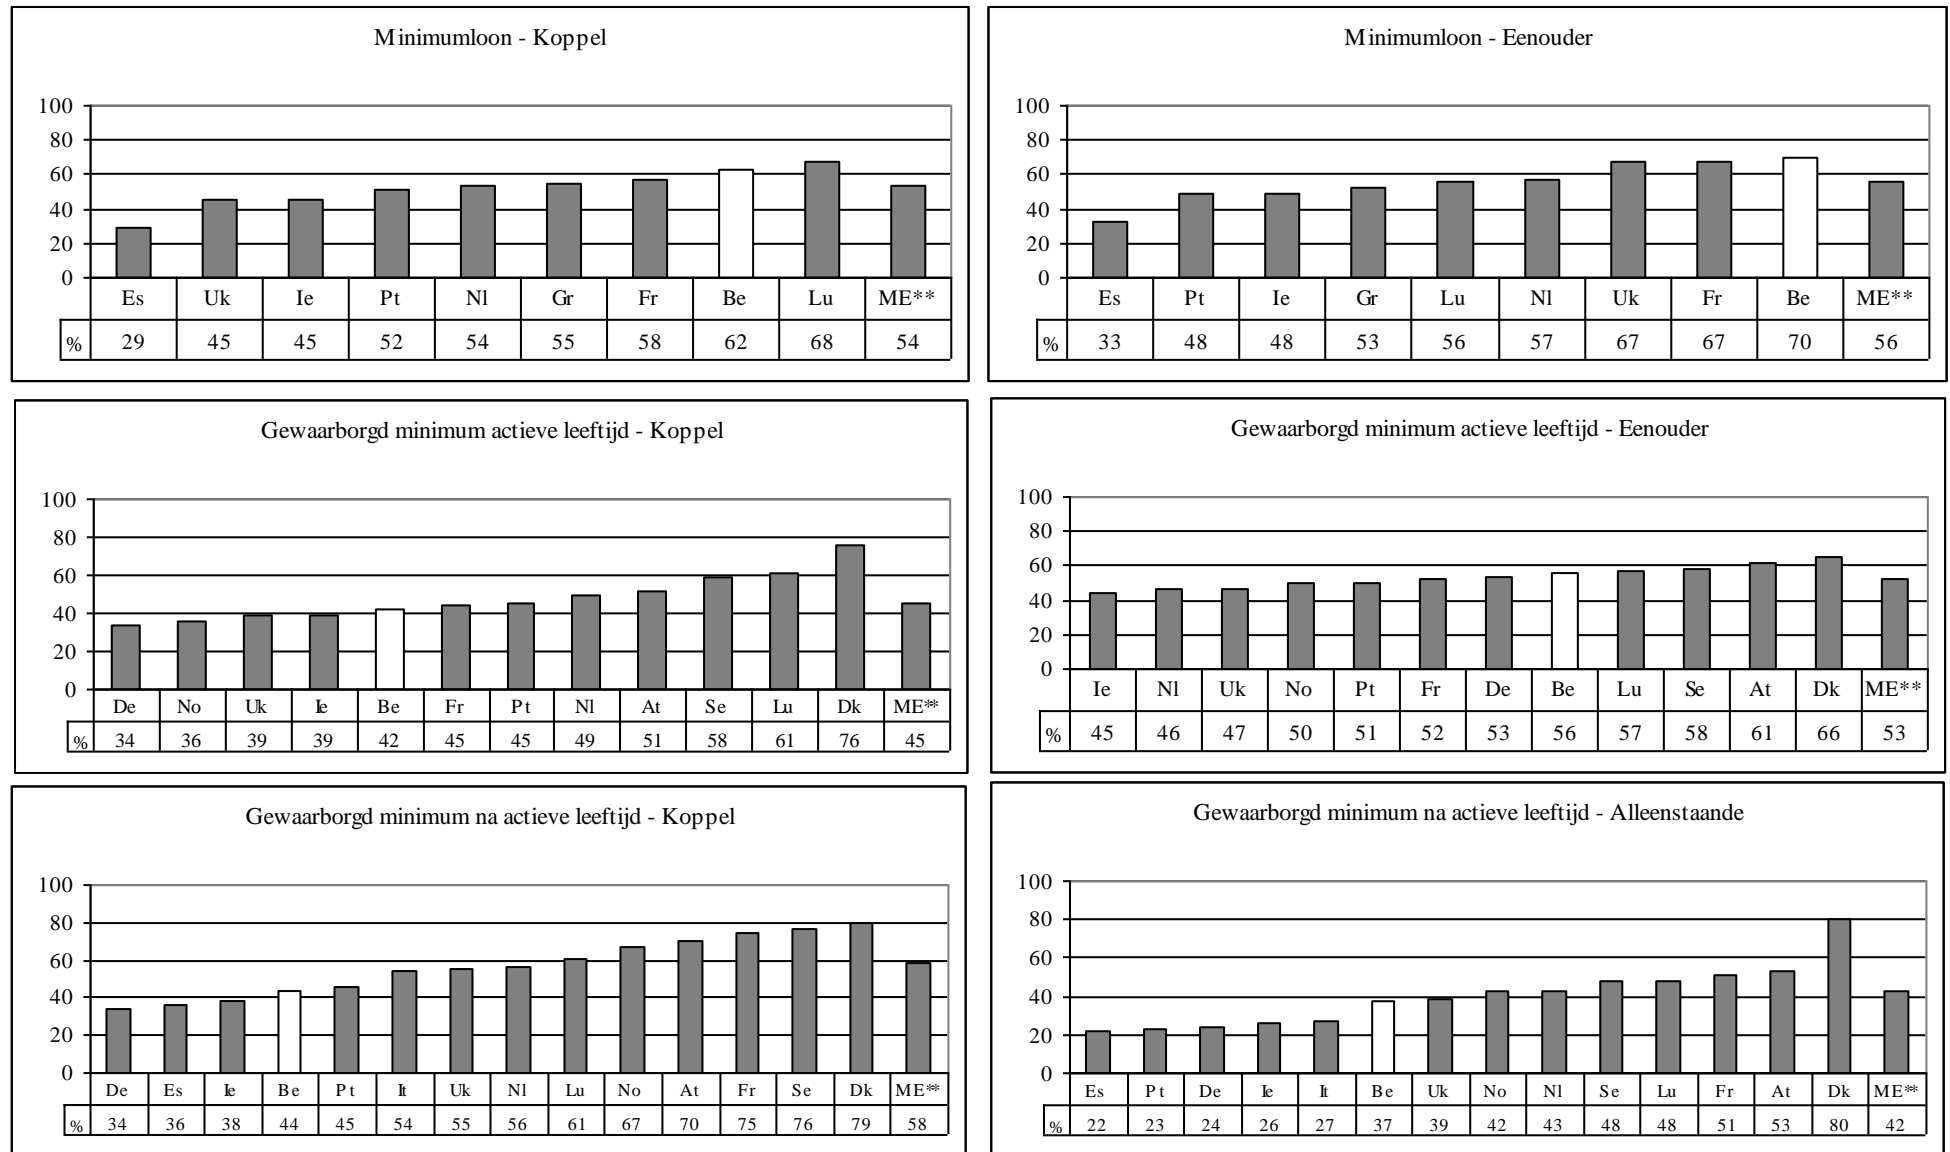 Minimumloon - Koppel
100
80
60
40
20
0
Es Uk Ie Pt Nl Gr Fr Be Lu ME**
% 29 45 45 52 54 55 58 62 68 54
Minimumloon - Eenouder
100
80
60
40
20
0
Es Pt Ie Gr Lu Nl Uk Fr Be ME**
% 33 48 48 53 56 57 67 67 70 56
Gewaarborgd minimum actieve leeftijd - Koppel
100
80
60
40
20
0
De No Uk Ie Be Fr Pt Nl At Se Lu Dk ME**
% 34 36 39 39 42 45 45 49 51 58 61 76 45
Gewaarborgd minimum actieve leeftijd - Eenouder
100
80
60
40
20
0
Ie Nl Uk No Pt Fr De Be Lu Se At Dk ME**
% 45 46 47 50 51 52 53 56 57 58 61 66 53
Gewaarborgd minimum na actieve leeftijd - Koppel
100
80
60
40
20
0
De Es Ie Be Pt It Uk Nl Lu No At Fr Se Dk ME**
% 34 36 38 44 45 54 55 56 61 67 70 75 76 79 58
Gewaarborgd minimum na actieve leeftijd - Alleenstaande
100
80
60
40
20
0
Es Pt De Ie It Be Uk No Nl Se Lu Fr At Dk ME**
% 22 23 24 26 27 37 39 42 43 48 48 51 53 80 42